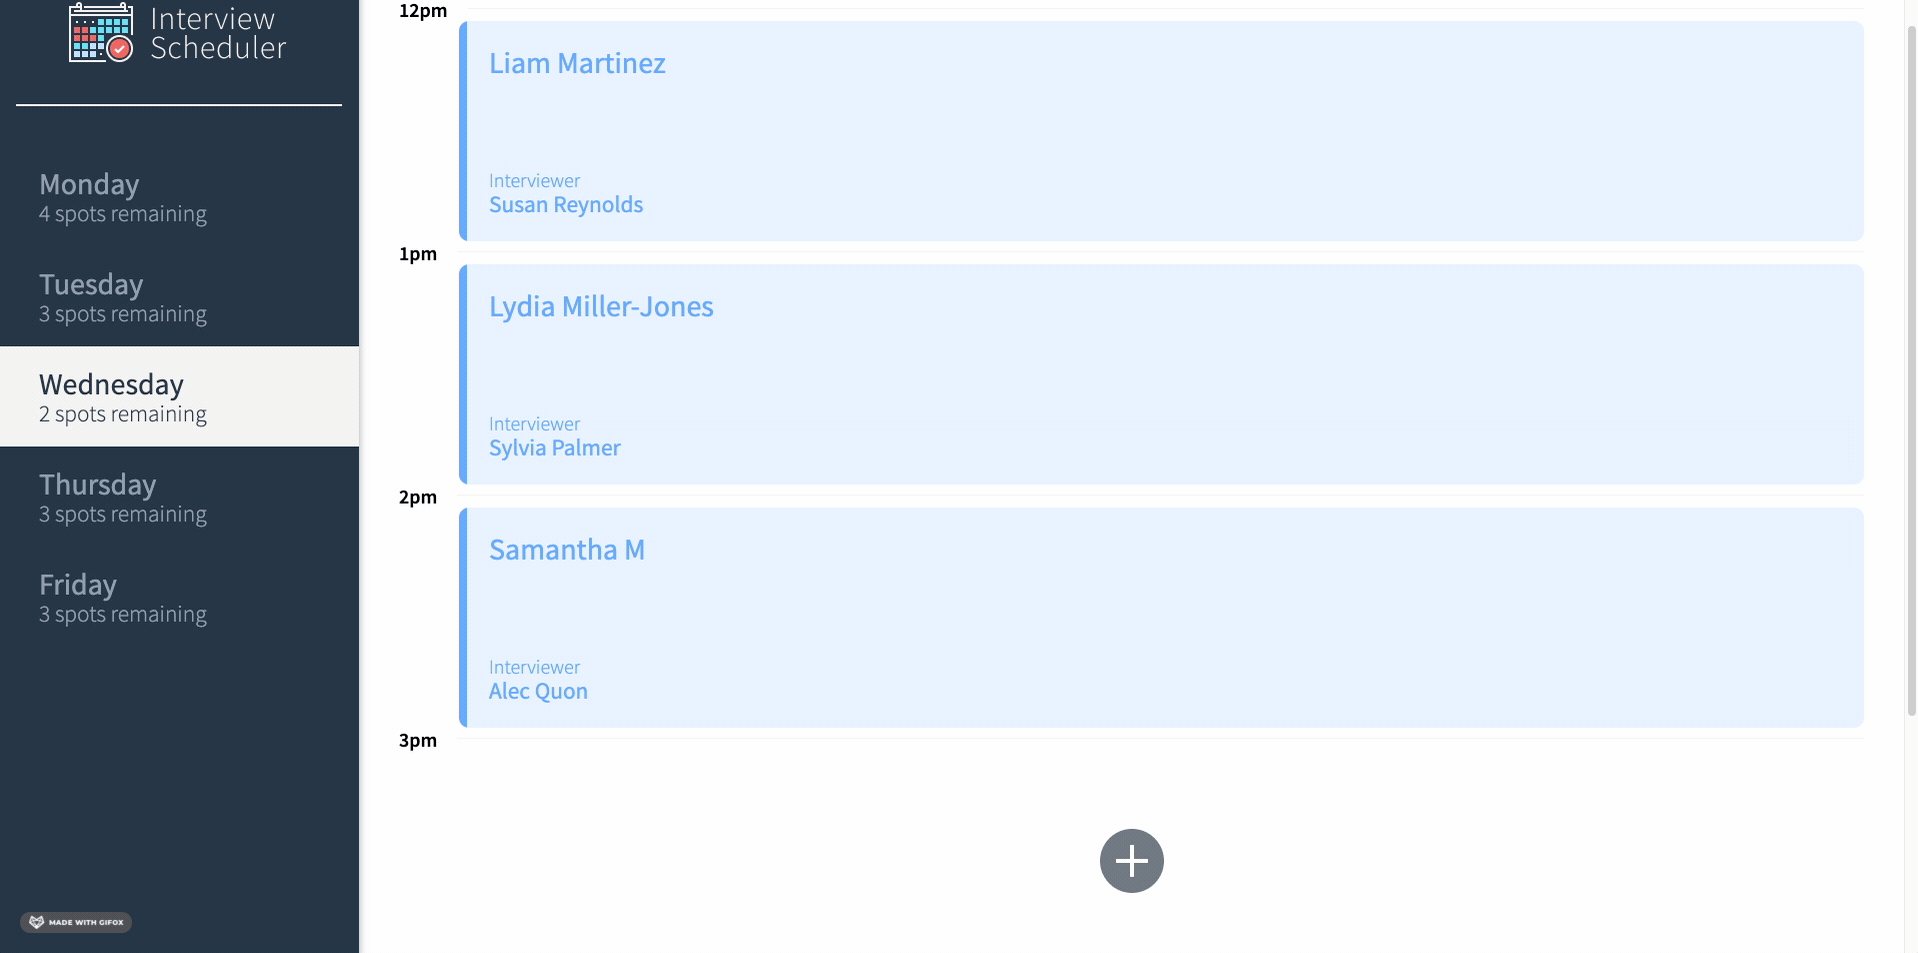 Interview
Scheduler
Monday
4 spots remaining
Tuesday
3 spots remaining
Wednesday
2 spots remaining
Thursday
3 spots remaining
Friday
3 spots remaining
MADE WITH GIFOX
12pm
Liam Martinez
Interviewer
Susan Reynolds
1pm
Lydia Miller-Jones
Interviewer
Sylvia Palmer
2pm
Samantha M
Interviewer
Alec Quon
3pm